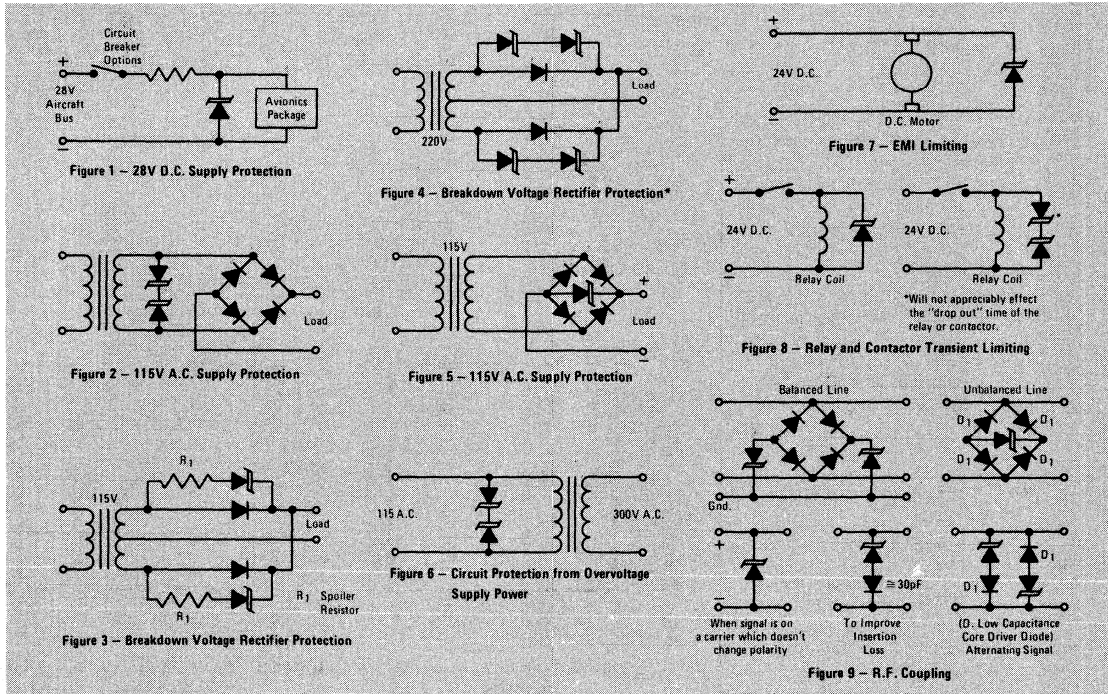 Circuit
Breaker
Options
+
28V
Aircraft
Bus
−
Avionics
Package
Figure 1 – 28V D.C. Supply Protection
220V
Load
Figure 4 – Breakdown Voltage Rectifier Protection*
+
24V D.C.
−
D.C. Motor
Figure 7 – EMI Limiting
Load
Figure 2 – 115V A.C. Supply Protection
115V
+
Load
−
Figure 5 – 115V A.C. Supply Protection
+
24V D.C.
−
Relay Coil
24V D.C.
*
Relay Coil
*Will not appreciably effect
the "drop out" time of the
relay or contactor.
Figure 8 – Relay and Contactor Transient Limiting
R1
115V
Load
R1
R1 Spoiler
Resistor
Figure 3 – Breakdown Voltage Rectifier Protection
115 A.C.
300V A.C.
Figure 6 – Circuit Protection from Overvoltage
Supply Power
Balanced Line
Gnd.
Unbalanced Line
D1
D1
D1
D1
+
−
When signal is on
a carrier which doesn't
change polarity
≅30pF
To Improve
Insertion
Loss
D1
D1
(D. Low Capacitance
Core Driver Diode)
Alternating Signal
Figure 9 – R.F. Coupling